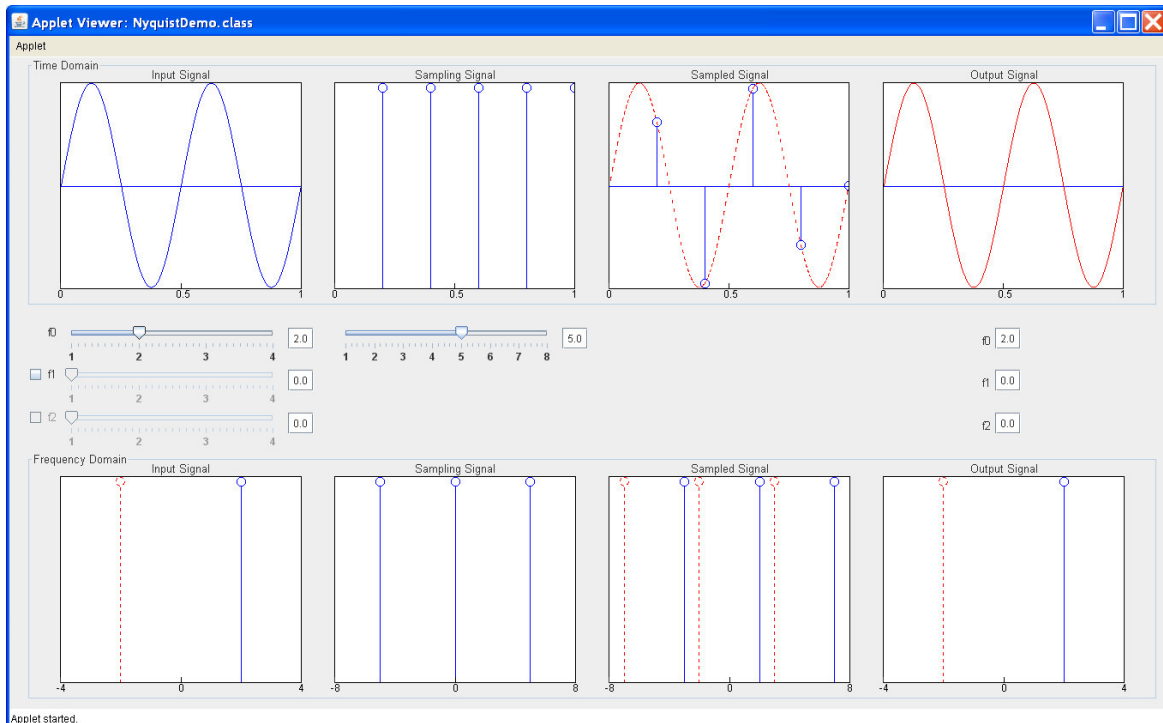 Applet Viewer: NyquistDemo.class
Applet
Time Domain
Input Signal
Sampling Signal
Sampled Signal
Output Signal
0 0.5 1
0 0.5 1
0 0.5 1
0 0.5 1
f0 2.0
1 2 3 4
5.0
1 2 3 4 5 6 7 8
f0 2.0
f1 0.0
1 2 3 4
f1 0.0
f2 0.0
1 2 3 4
f2 0.0
Frequency Domain
Input Signal
Sampling Signal
Sampled Signal
Output Signal
-4 0 4
-8 0 8
-8 0 8
-4 0 4
Applet started.